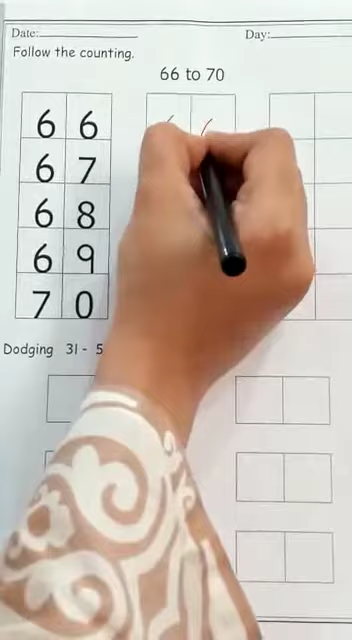 Date:
Day:
Follow the counting.
66 to 70
6 6
6 7
6 8
6 9
7 0
Dodging 31 - 5